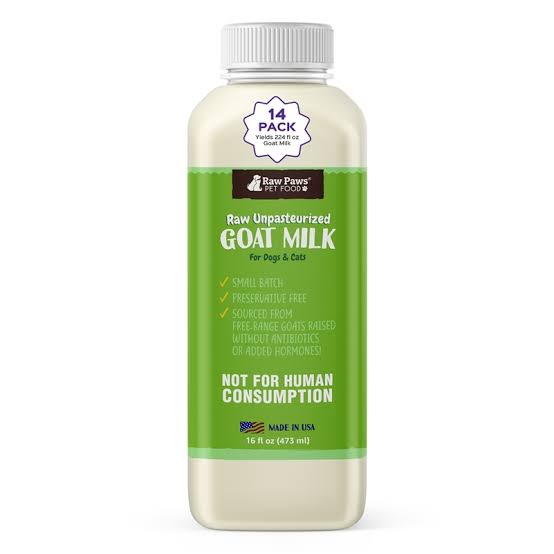 14
PACK
Yields 224 fl oz
Goat Milk
Raw Paws®
PET FOOD
Raw Unpasteurized
GOAT MILK
For Dogs & Cats
✓ SMALL BATCH
✓ PRESERVATIVE FREE
✓ SOURCED FROM
FREE-RANGE GOATS RAISED
WITHOUT ANTIBIOTICS
OR ADDED HORMONES!
NOT FOR HUMAN
CONSUMPTION
MADE IN USA
16 fl oz (473 ml)